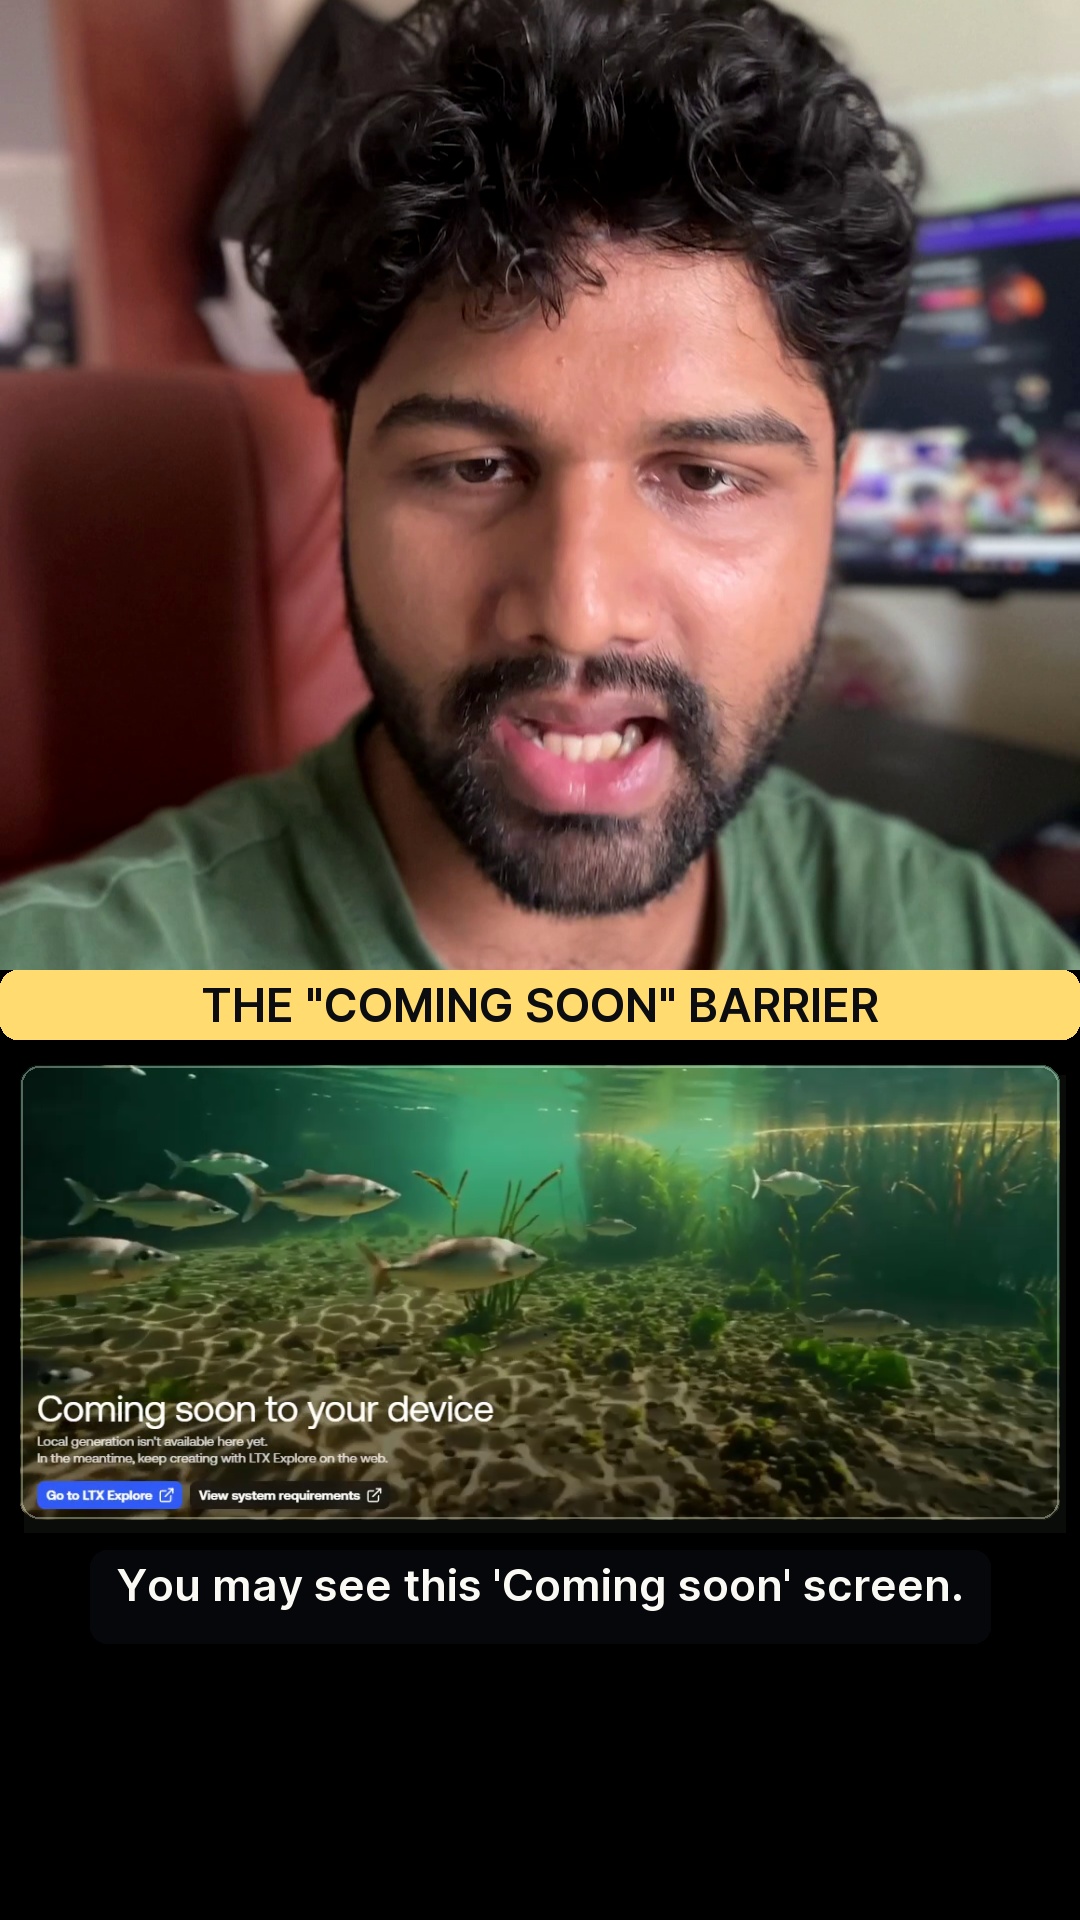 THE "COMING SOON" BARRIER
Coming soon to your device
Local generation isn't available here yet.
In the meantime, keep creating with LTX Explore on the web.
Go to LTX Explore
View system requirements
You may see this 'Coming soon' screen.